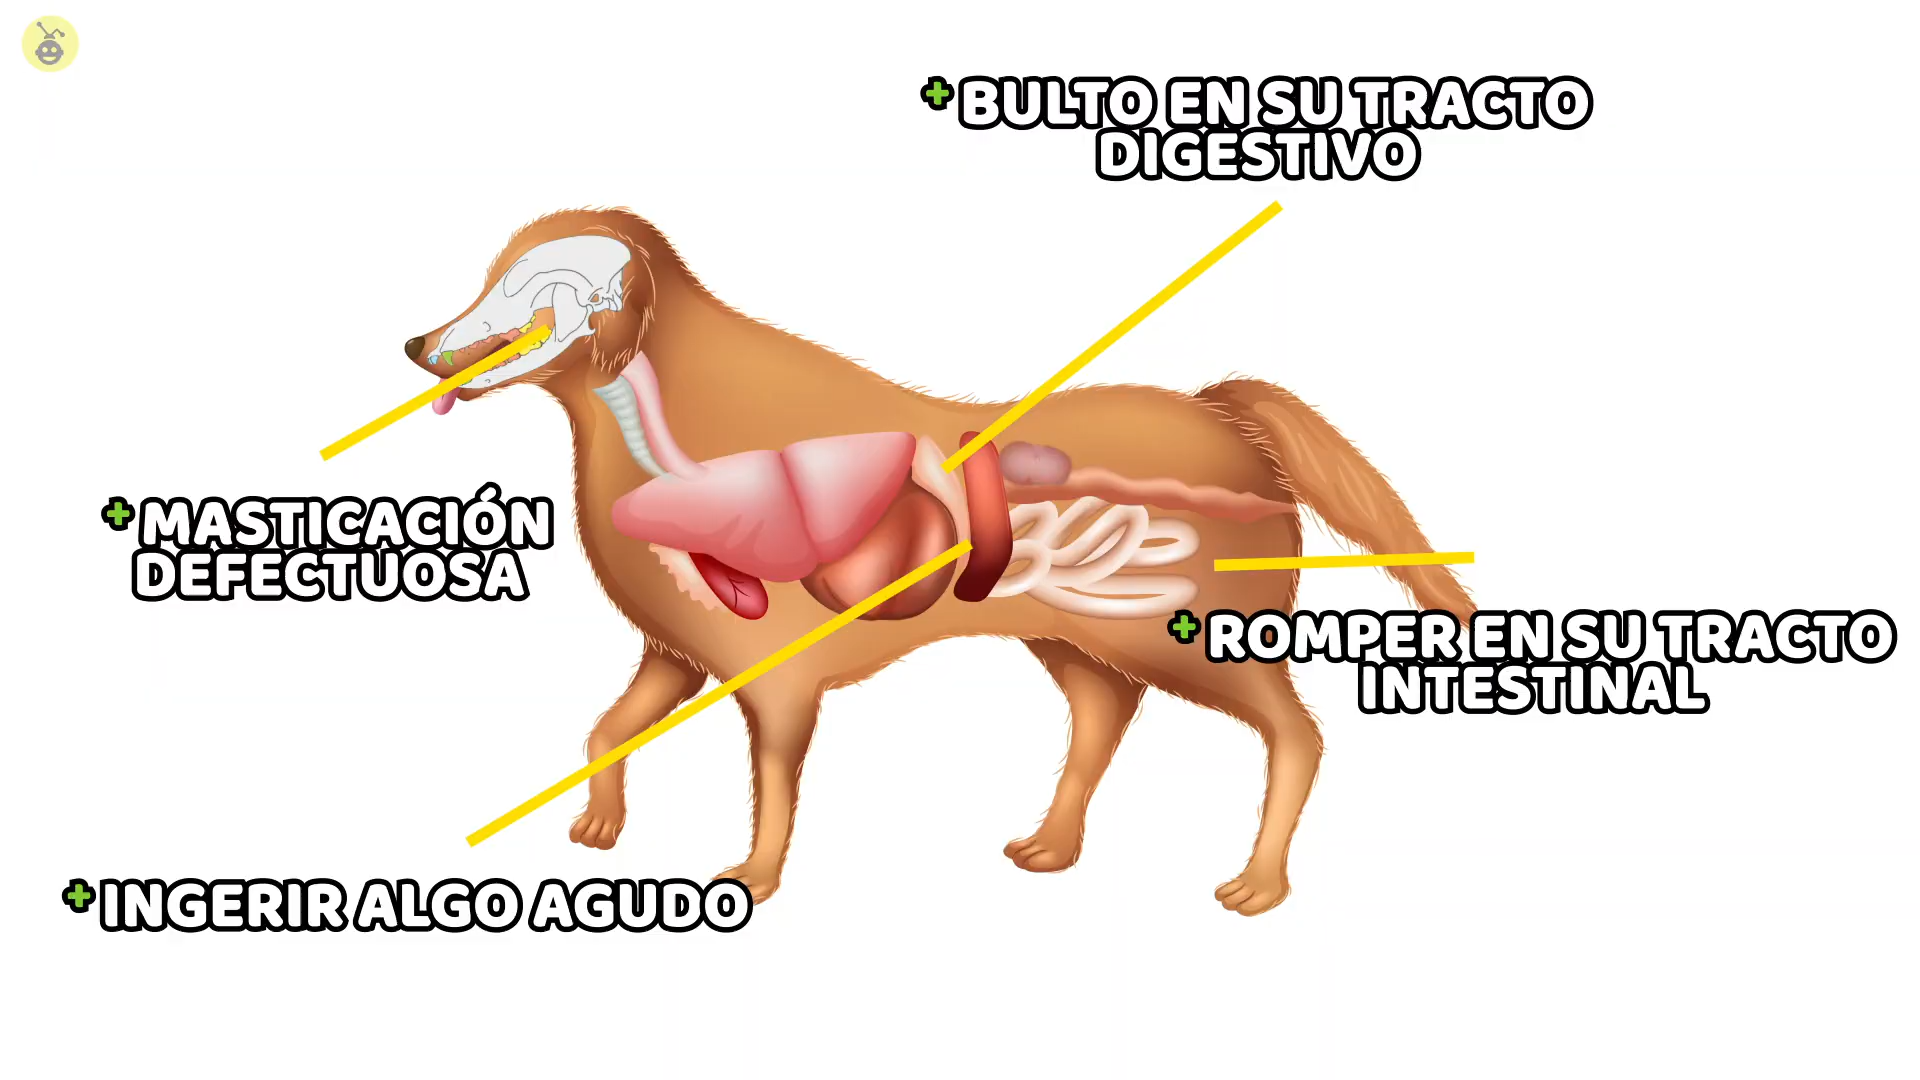 +BULTO EN SU TRACTO
DIGESTIVO
+MASTICACIÓN
DEFECTUOSA
+ROMPER EN SU TRACTO
INTESTINAL
+INGERIR ALGO AGUDO